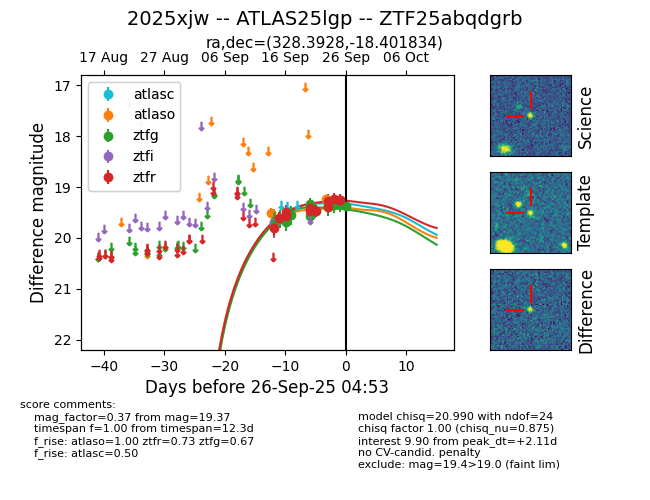 2025xjw -- ATLAS25lgp -- ZTF25abqdgrb
ra,dec=(328.3928,-18.401834)
17 Aug 27 Aug 06 Sep 16 Sep 26 Sep 06 Oct
17
18
19
20
21
22
Difference magnitude
atlasc
atlaso
ztfg
ztfi
ztfr
−40 −30 −20 −10 0 10
Days before 26-Sep-25 04:53
Science
Template
Difference
score comments:
mag_factor=0.37 from mag=19.37
timespan f=1.00 from timespan=12.3d
f_rise: atlaso=1.00 ztfr=0.73 ztfg=0.67
f_rise: atlasc=0.50
model chisq=20.990 with ndof=24
chisq factor 1.00 (chisq_nu=0.875)
interest 9.90 from peak_dt=+2.11d
no CV-candid. penalty
exclude: mag=19.4>19.0 (faint lim)